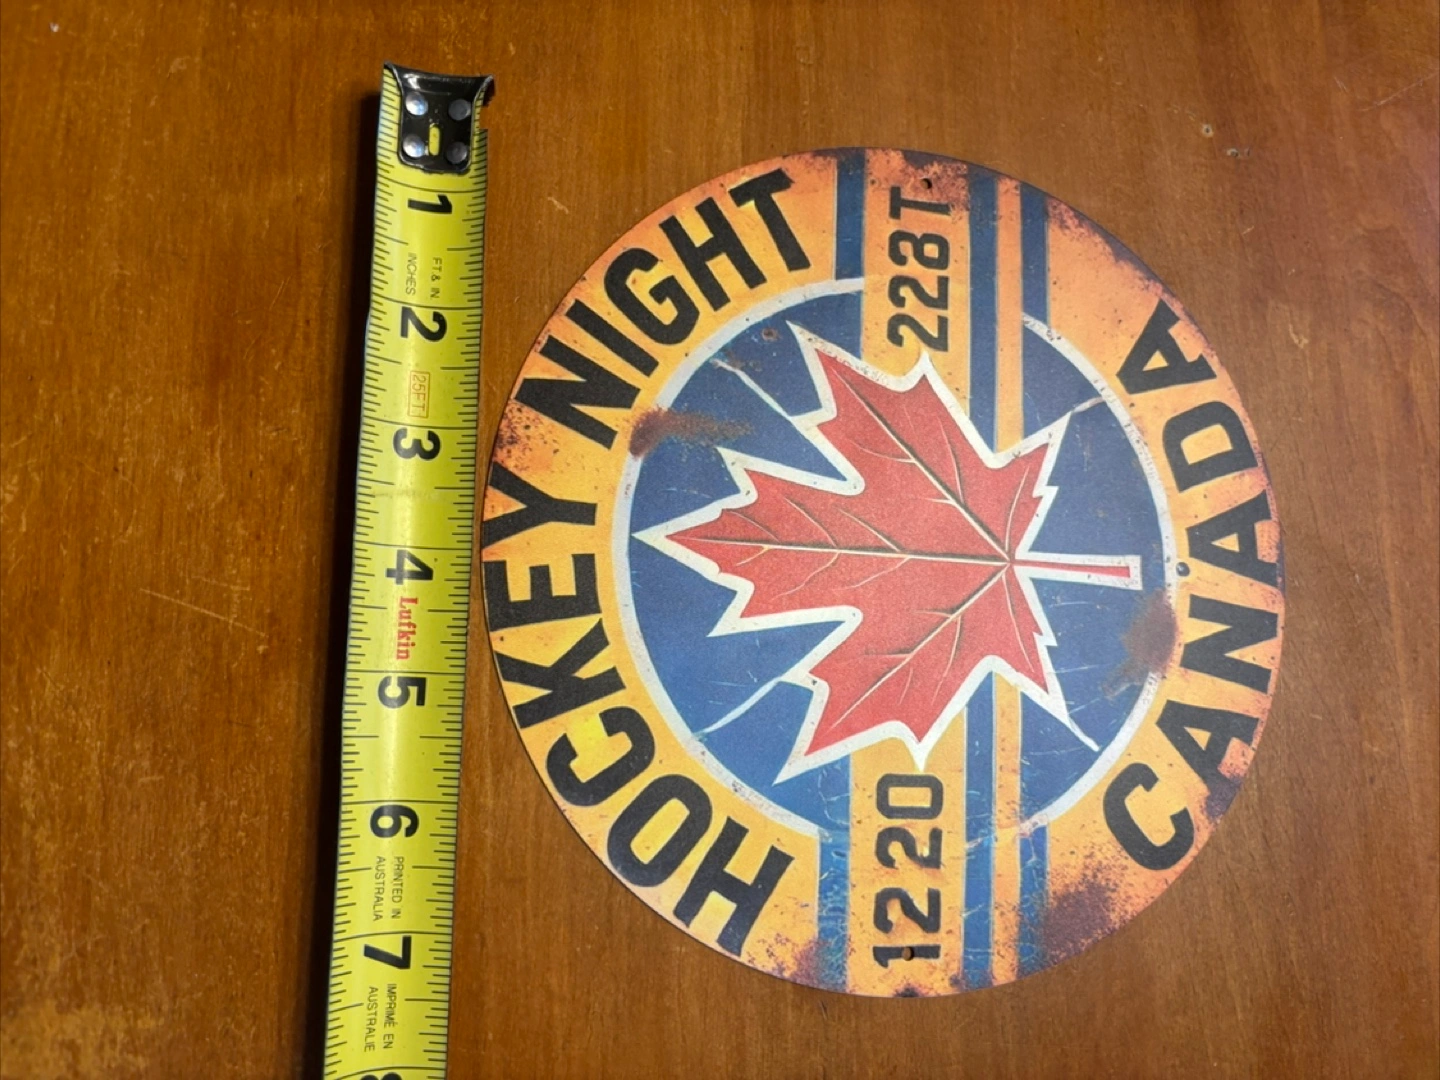 HOCKEY NIGHT
1220 228T
CANADA
1
FT & IN
INCHES
2
25FT
3
4
Lufkin
5
6
PRINTED IN
AUSTRALIA
7
IMPRIMÉ EN
AUSTRALIE
8